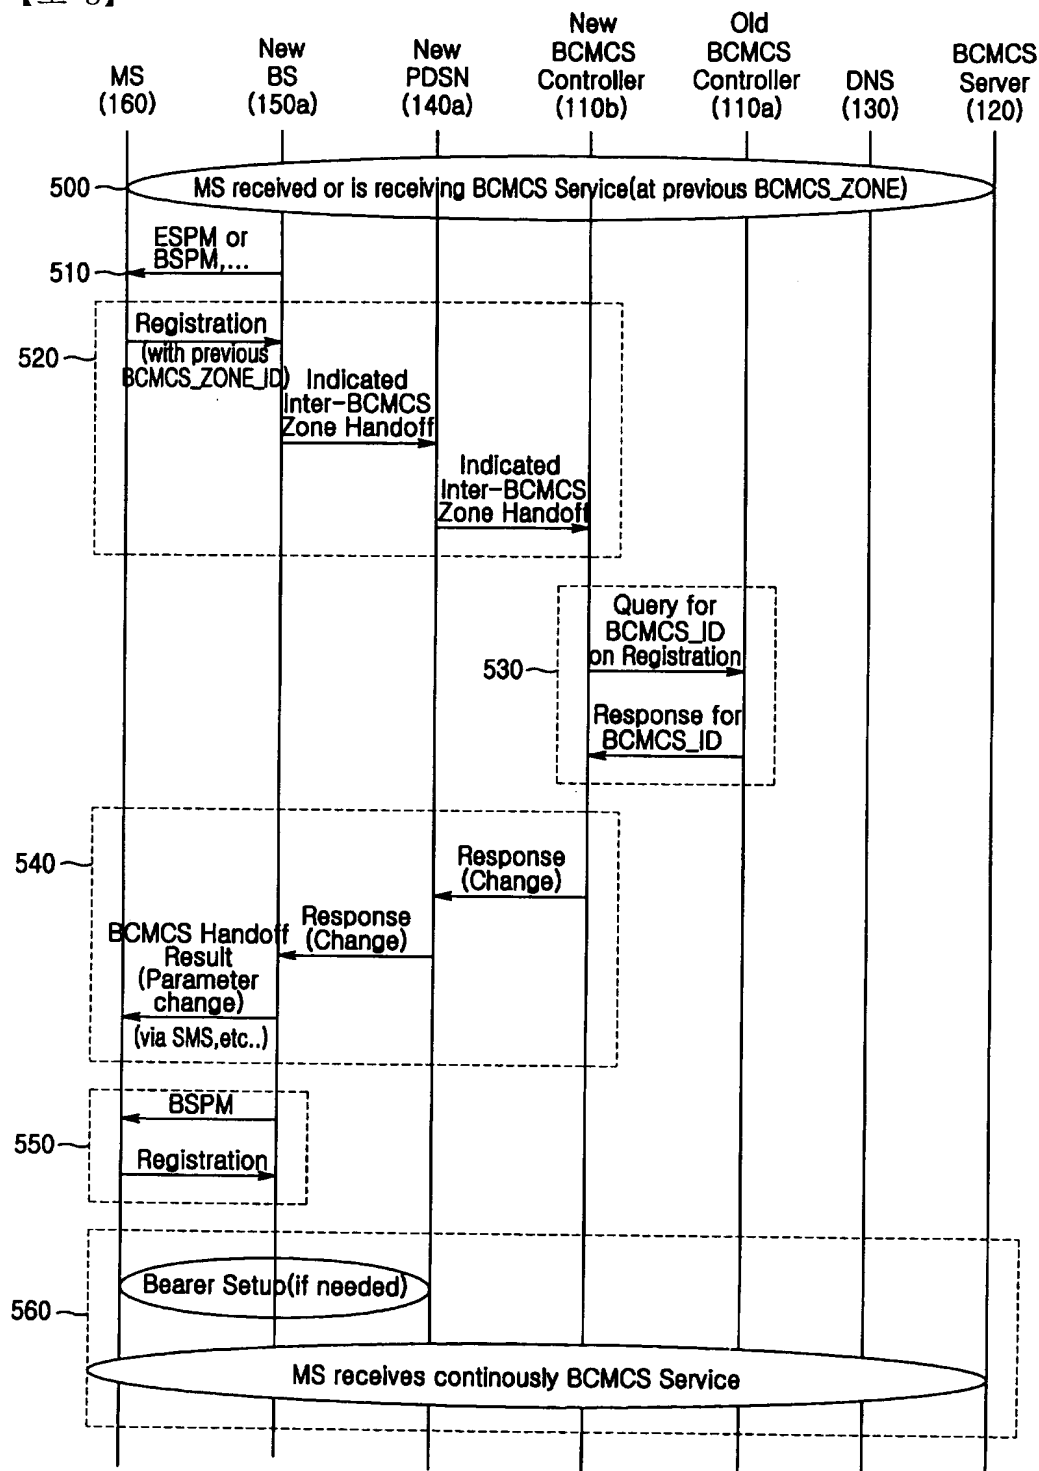 MS
(160)
New
BS
(150a)
New
PDSN
(140a)
New
BCMCS
Controller
(110b)
Old
BCMCS
Controller
(110a)
DNS
(130)
BCMCS
Server
(120)
500
MS received or is receiving BCMCS Service(at previous BCMCS_ZONE)
510
ESPM or
BSPM,...
520
Registration
(with previous
BCMCS_ZONE_ID)
Indicated
Inter-BCMCS
Zone Handoff
Indicated
Inter-BCMCS
Zone Handoff
530
Query for
BCMCS_ID
on Registration
Response for
BCMCS_ID
540
Response
(Change)
Response
(Change)
BCMCS Handoff
Result
(Parameter
change)
(via SMS,etc..)
550
BSPM
Registration
560
Bearer Setup(if needed)
MS receives continously BCMCS Service